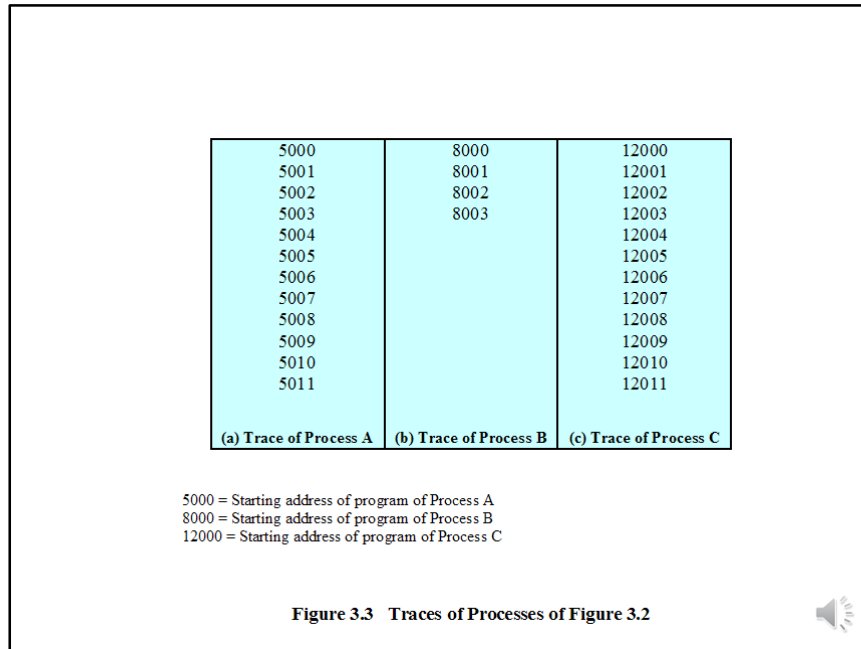 5000 8000 12000
5001 8001 12001
5002 8002 12002
5003 8003 12003
5004 12004
5005 12005
5006 12006
5007 12007
5008 12008
5009 12009
5010 12010
5011 12011
(a) Trace of Process A (b) Trace of Process B (c) Trace of Process C
5000 = Starting address of program of Process A
8000 = Starting address of program of Process B
12000 = Starting address of program of Process C
Figure 3.3 Traces of Processes of Figure 3.2